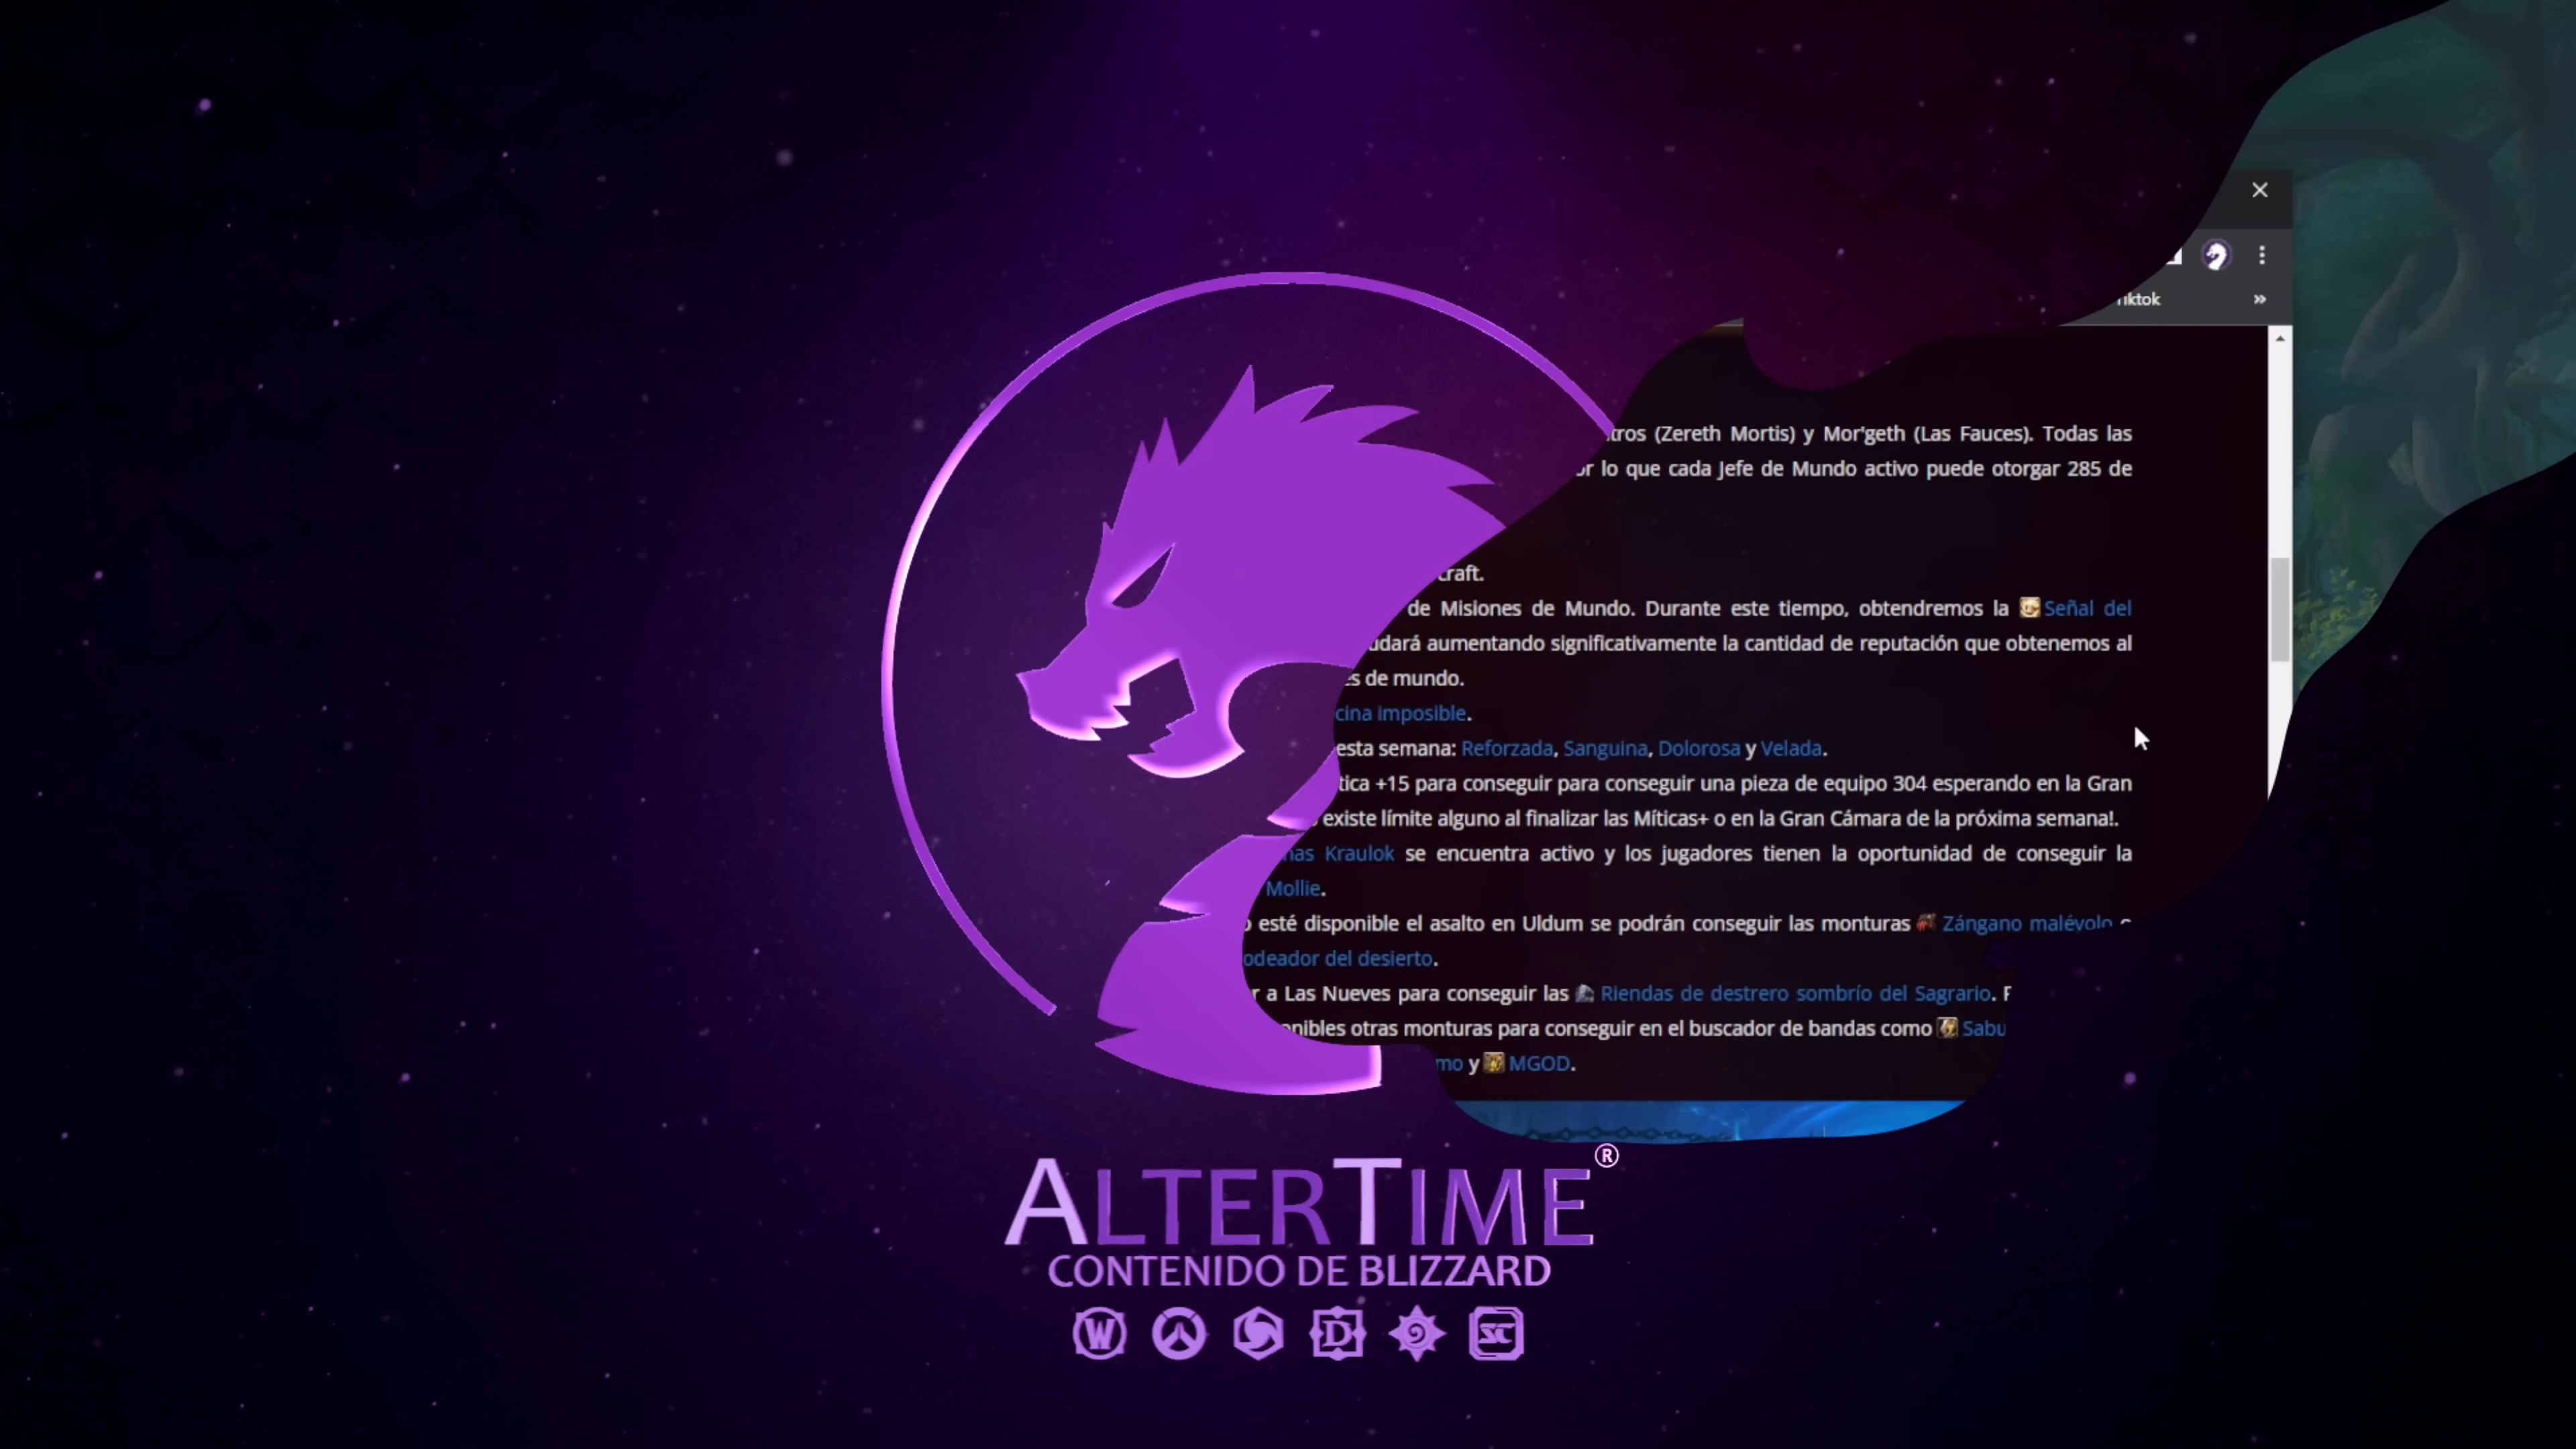 tros (Zereth Mortis) y Mor'geth (Las Fauces). Todas las
or lo que cada Jefe de Mundo activo puede otorgar 285 de
craft.
de Misiones de Mundo. Durante este tiempo, obtendremos la Señal del
udará aumentando significativamente la cantidad de reputación que obtenemos al
es de mundo.
cina imposible.
esta semana: Reforzada, Sanguina, Dolorosa y Velada.
tica +15 para conseguir para conseguir una pieza de equipo 304 esperando en la Gran
existe límite alguno al finalizar las Míticas+ o en la Gran Cámara de la próxima semana!.
nas Kraulok se encuentra activo y los jugadores tienen la oportunidad de conseguir la
Mollie.
esté disponible el asalto en Uldum se podrán conseguir las monturas Zángano malévolo o
odeador del desierto.
r a Las Nueves para conseguir las Riendas de destrero sombrío del Sagrario.
onibles otras monturas para conseguir en el buscador de bandas como Sabu
mo y MGOD.
Tiktok
ALTERTIME®
CONTENIDO DE BLIZZARD
W D SC